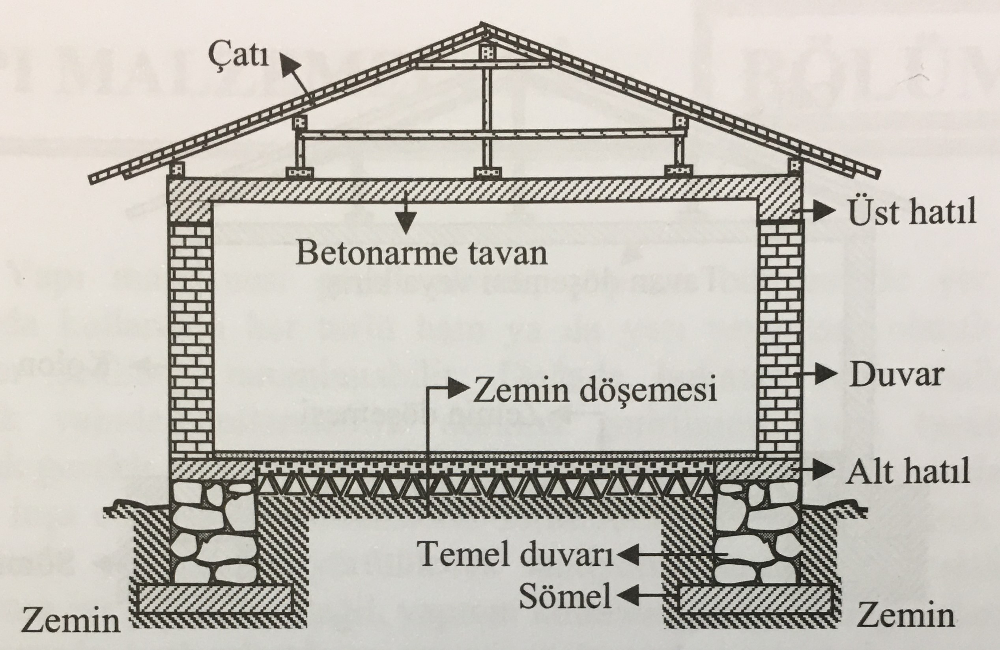 Çatı
Üst hatıl
Betonarme tavan
Duvar
Zemin döşemesi
Alt hatıl
Temel duvarı
Sömel
Zemin
Zemin